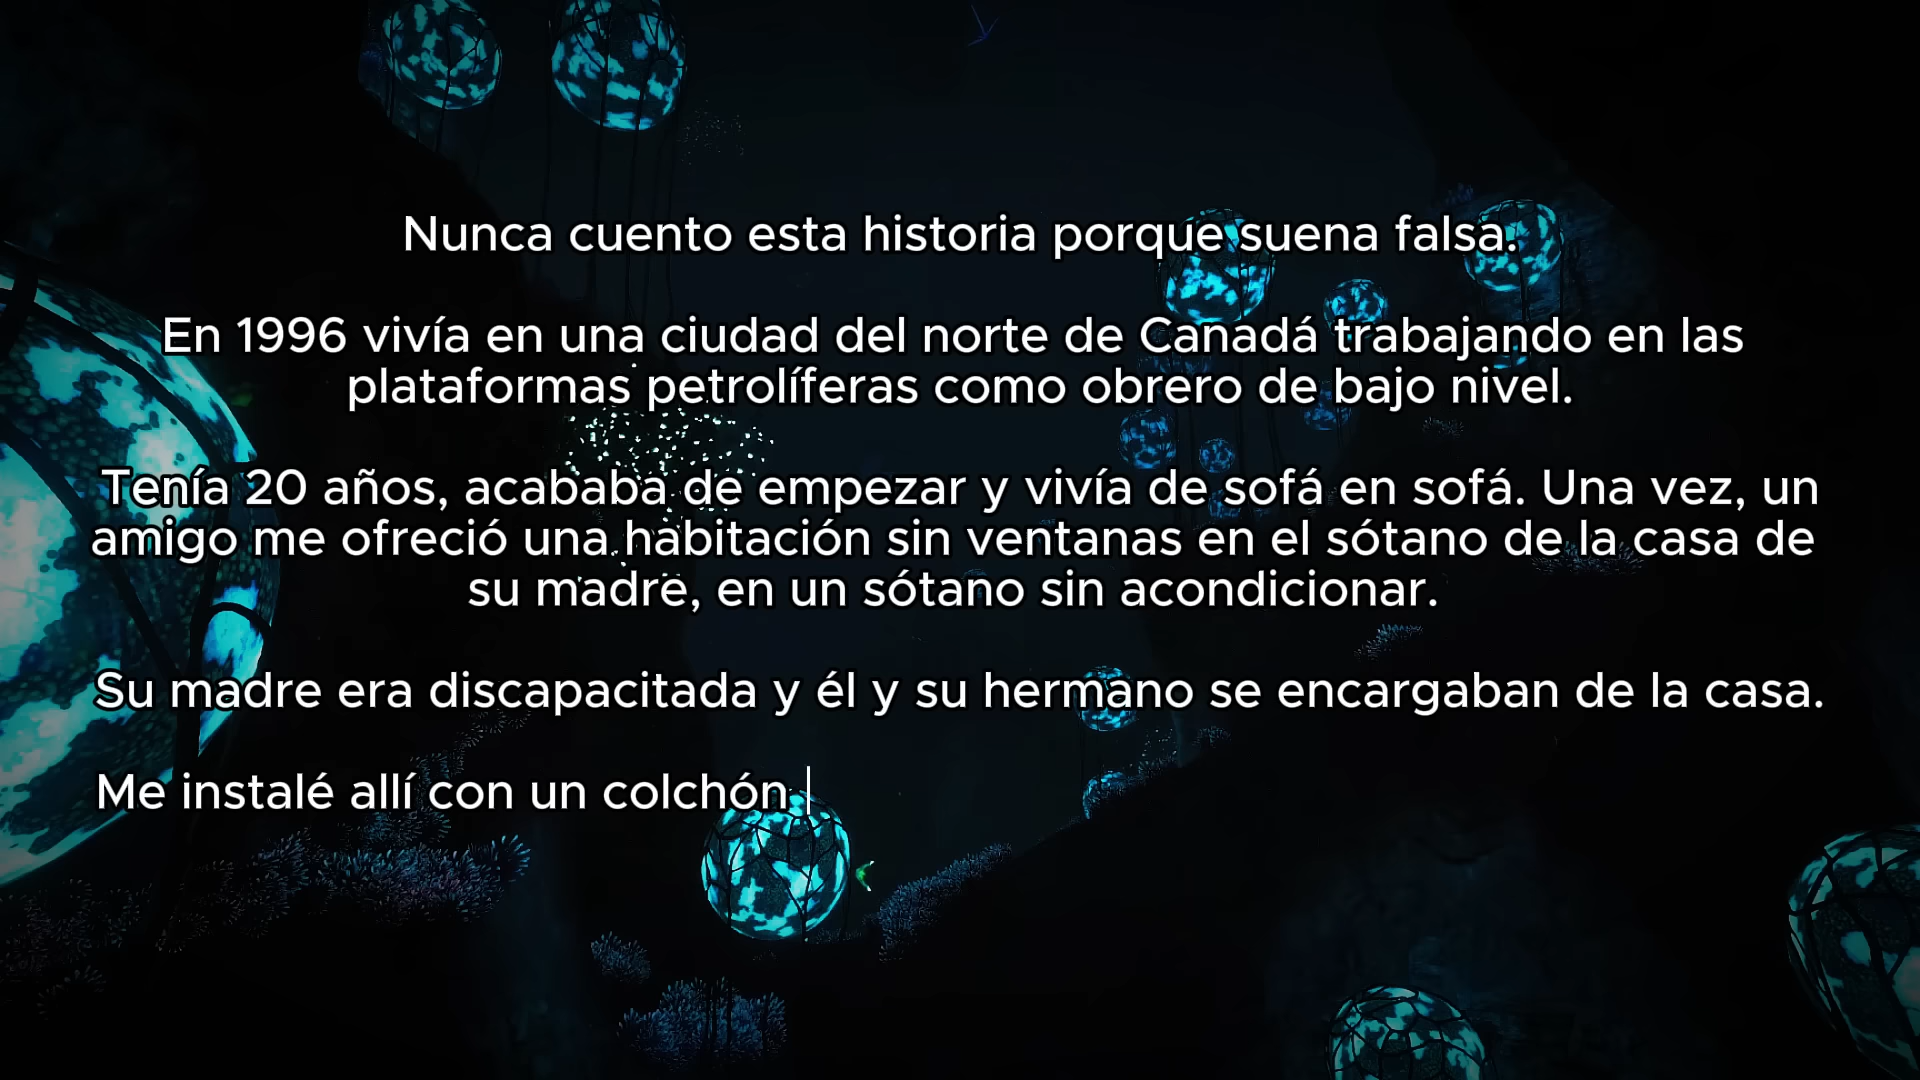 Nunca cuento esta historia porque suena falsa.
En 1996 vivía en una ciudad del norte de Canadá trabajando en las
plataformas petrolíferas como obrero de bajo nivel.
Tenía 20 años, acababa de empezar y vivía de sofá en sofá. Una vez, un
amigo me ofreció una habitación sin ventanas en el sótano de la casa de
su madre, en un sótano sin acondicionar.
Su madre era discapacitada y él y su hermano se encargaban de la casa.
Me instalé allí con un colchón